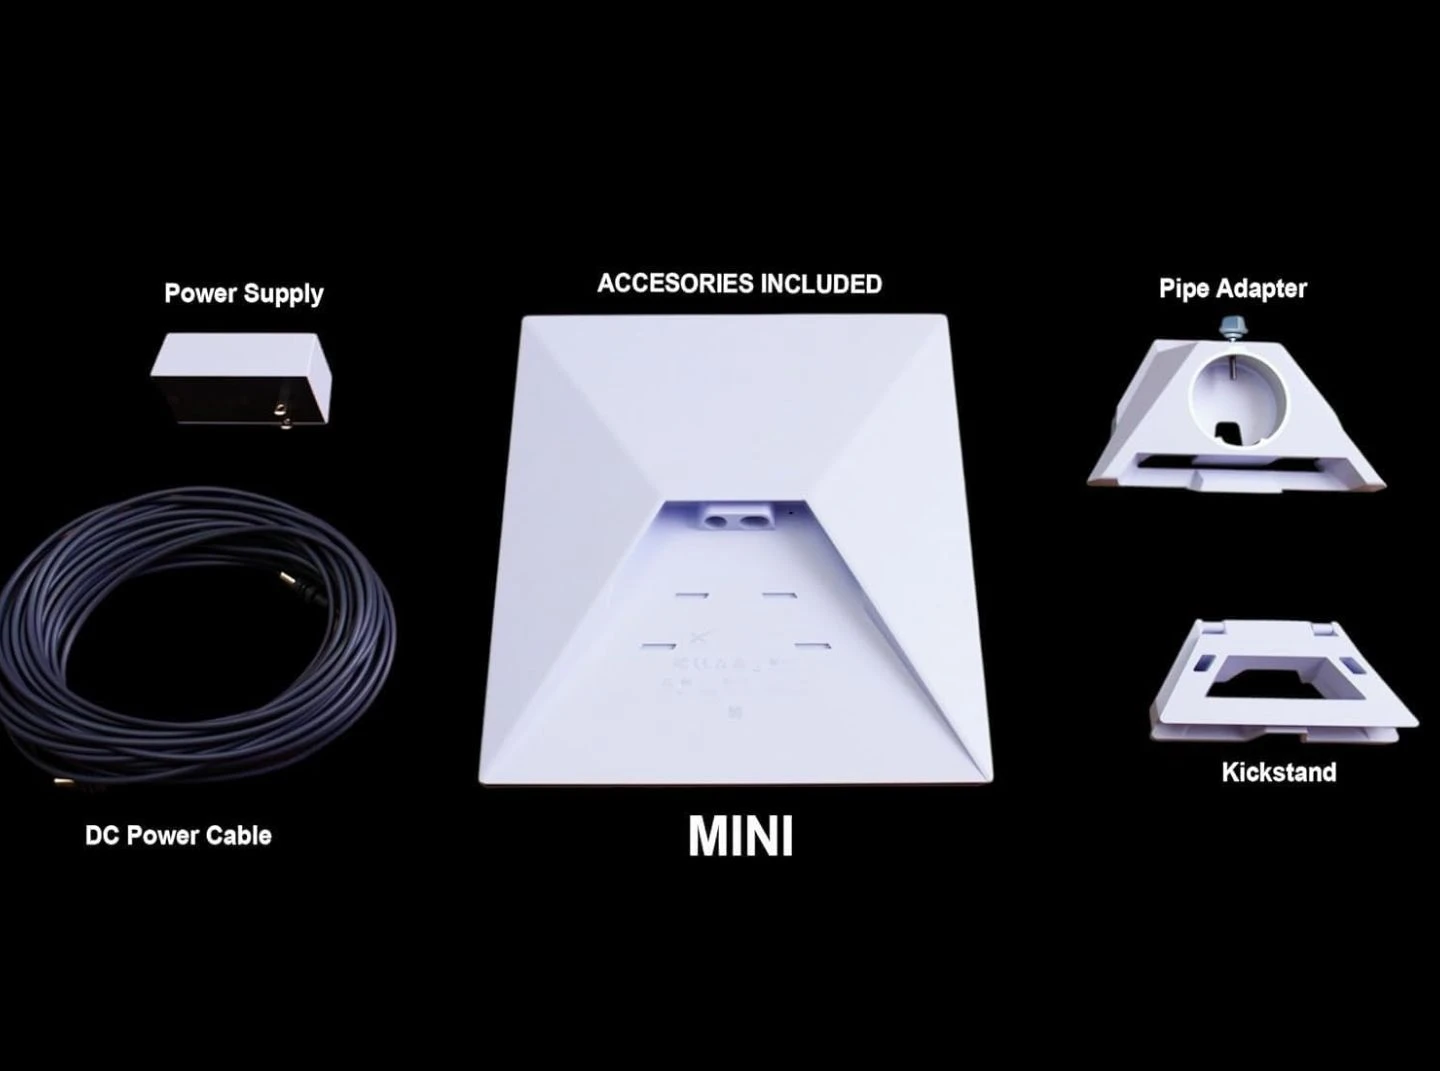 ACCESORIES INCLUDED
Power Supply
Pipe Adapter
Kickstand
DC Power Cable
MINI